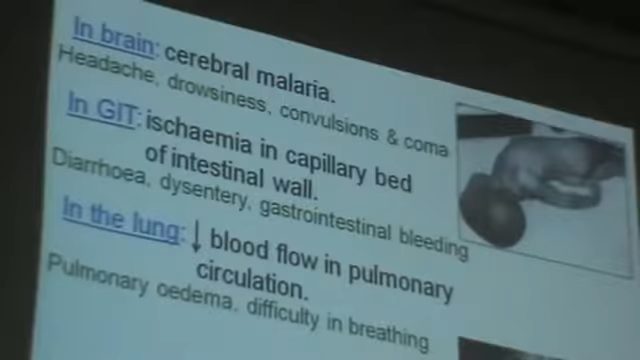 In brain: cerebral malaria.
Headache, drowsiness, convulsions & coma
In GIT: ischaemia in capillary bed
of intestinal wall.
Diarrhoea, dysentery, gastrointestinal bleeding
In the lung: ↓ blood flow in pulmonary
circulation.
Pulmonary oedema, difficulty in breathing